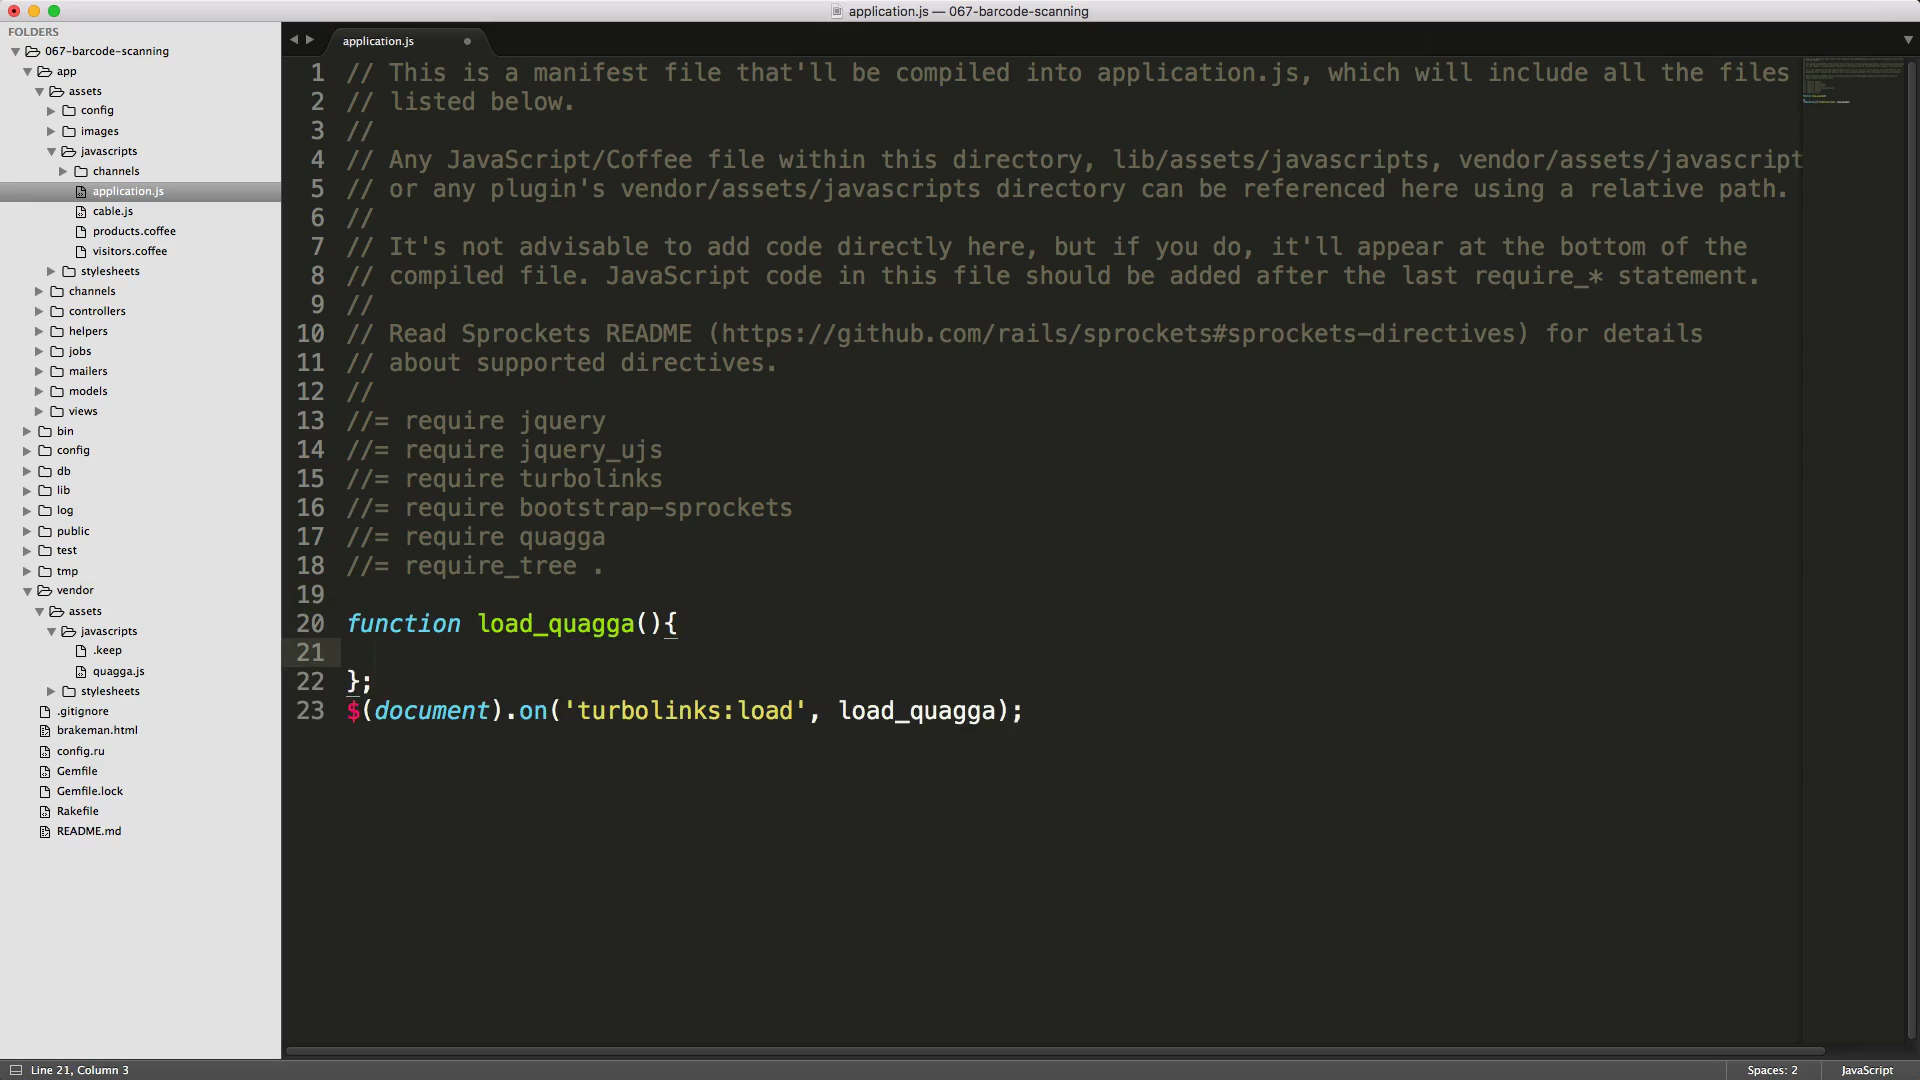 application.js — 067-barcode-scanning
FOLDERS
067-barcode-scanning
app
assets
config
images
javascripts
channels
application.js
cable.js
products.coffee
visitors.coffee
stylesheets
channels
controllers
helpers
jobs
mailers
models
views
bin
config
db
lib
log
public
test
tmp
vendor
assets
javascripts
.keep
quagga.js
stylesheets
.gitignore
brakeman.html
config.ru
Gemfile
Gemfile.lock
Rakefile
README.md
application.js
1 // This is a manifest file that'll be compiled into application.js, which will include all the files
2 // listed below.
3 //
4 // Any JavaScript/Coffee file within this directory, lib/assets/javascripts, vendor/assets/javascript
5 // or any plugin's vendor/assets/javascripts directory can be referenced here using a relative path.
6 //
7 // It's not advisable to add code directly here, but if you do, it'll appear at the bottom of the
8 // compiled file. JavaScript code in this file should be added after the last require_* statement.
9 //
10 // Read Sprockets README (https://github.com/rails/sprockets#sprockets-directives) for details
11 // about supported directives.
12 //
13 //= require jquery
14 //= require jquery_ujs
15 //= require turbolinks
16 //= require bootstrap-sprockets
17 //= require quagga
18 //= require_tree .
19
20 function load_quagga(){
21
22 };
23 $(document).on('turbolinks:load', load_quagga);
Line 21, Column 3
Spaces: 2
JavaScript